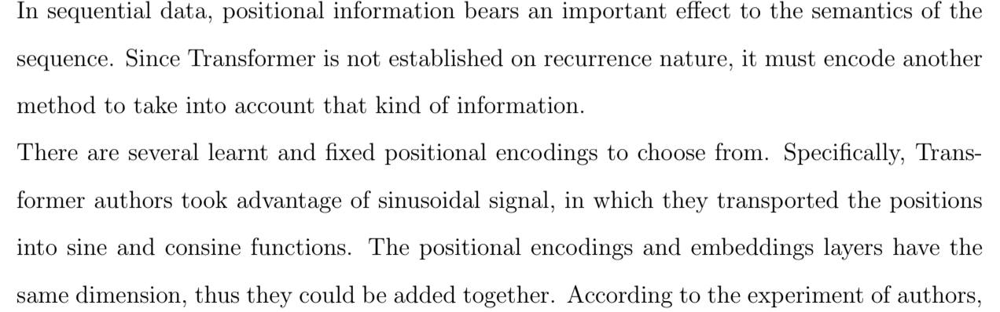 In sequential data, positional information bears an important effect to the semantics of the
sequence. Since Transformer is not established on recurrence nature, it must encode another
method to take into account that kind of information.
There are several learnt and fixed positional encodings to choose from. Specifically, Trans-
former authors took advantage of sinusoidal signal, in which they transported the positions
into sine and consine functions. The positional encodings and embeddings layers have the
same dimension, thus they could be added together. According to the experiment of authors,